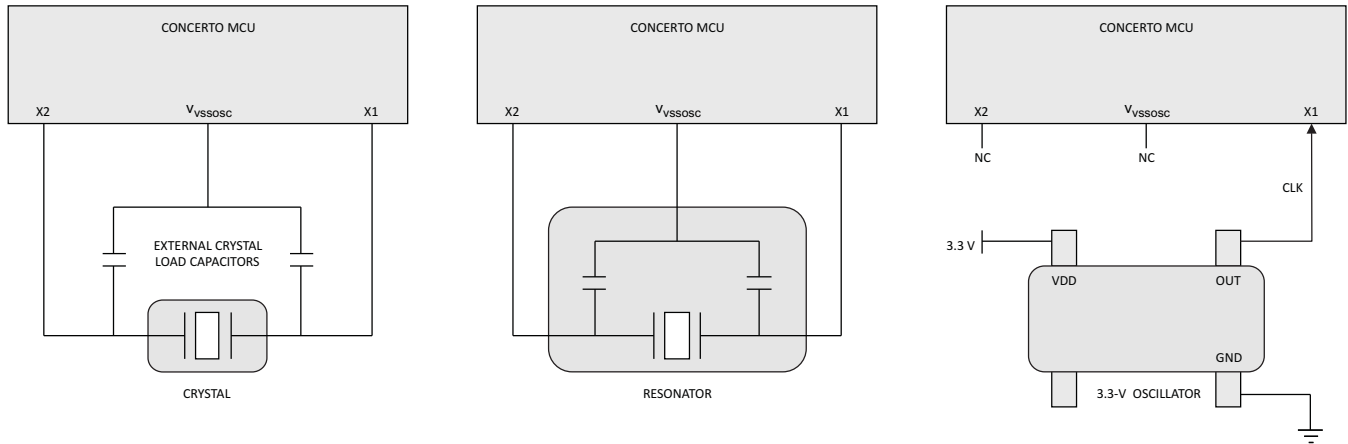 CONCERTO MCU
X2
VVSSOSC
X1
EXTERNAL CRYSTAL
LOAD CAPACITORS
CRYSTAL
CONCERTO MCU
X2
VVSSOSC
X1
RESONATOR
CONCERTO MCU
X2
VVSSOSC
X1
NC
NC
CLK
3.3 V
VDD
OUT
GND
3.3-V OSCILLATOR